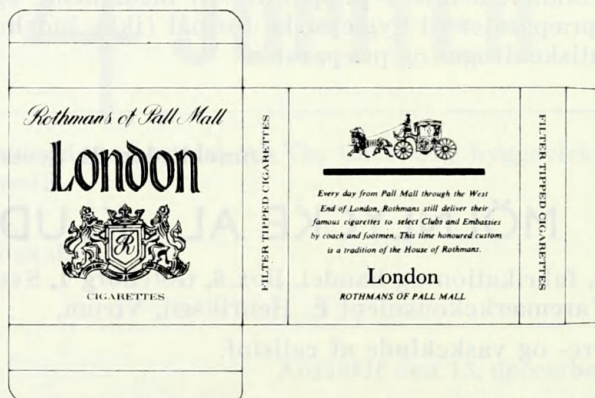 Rothmans of Pall Mall
London
R
CIGARETTES
FILTER TIPPED CIGARETTES
Every day from Pall Mall through the West
End of London, Rothmans still deliver their
famous cigarettes to select Clubs and Embassies
by coach and footmen. This time honoured custom
is a tradition of the House of Rothmans.
London
ROTHMANS OF PALL MALL
FILTER TIPPED CIGARETTES